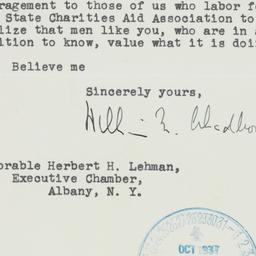 ragement to those of us who labor fo
State Charities Aid Association to
lize that men like you, who are in a
ition to know, value what it is doi
Believe me
Sincerely yours,
orable Herbert H. Lehman,
Executive Chamber,
Albany, N. Y.
OCT 1937